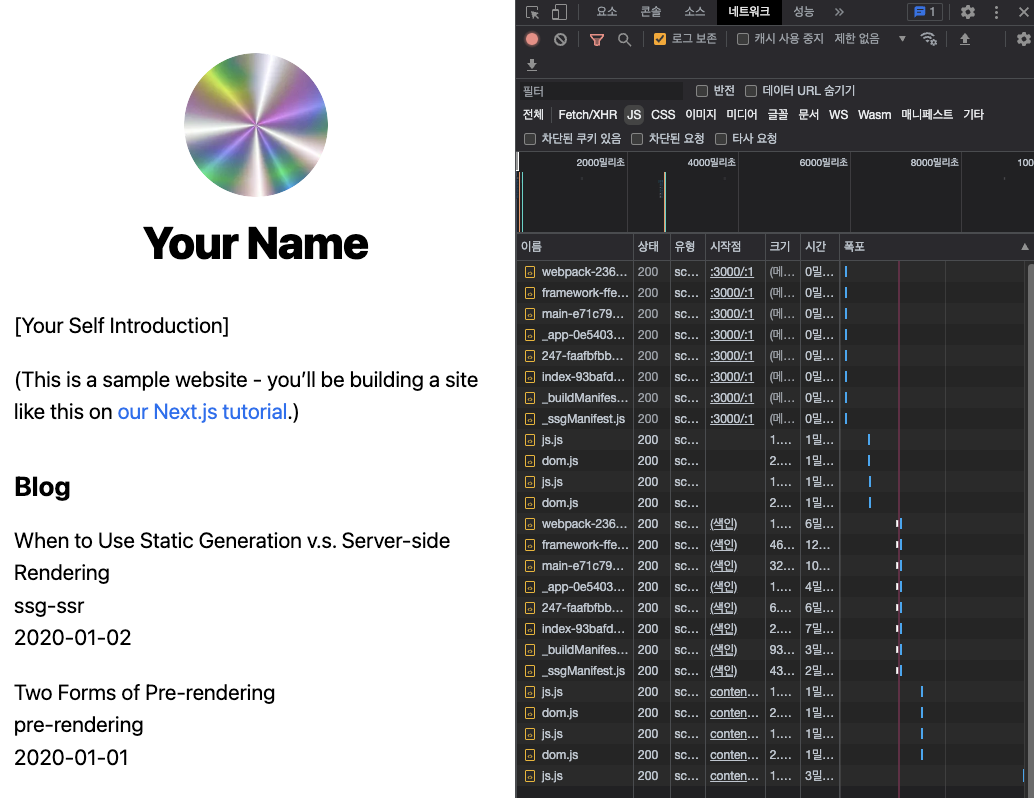 Your Name
[Your Self Introduction]
(This is a sample website - you’ll be building a site
like this on our Next.js tutorial.)
Blog
When to Use Static Generation v.s. Server-side
Rendering
ssg-ssr
2020-01-02
Two Forms of Pre-rendering
pre-rendering
2020-01-01
요소 콘솔 소스 네트워크 성능 » 1
로그 보존 캐시 사용 중지 제한 없음 ▼
필터 반전 데이터 URL 숨기기
전체 Fetch/XHR JS CSS 이미지 미디어 글꼴 문서 WS Wasm 매니페스트 기타
차단된 쿠키 있음 차단된 요청 타사 요청
2000밀리초 4000밀리초 6000밀리초 8000밀리초 100
이름 상태 유형 시작점 크기 시간 폭포 ▲
webpack-236... 200 sc... :3000/:1 (메... 0밀...
framework-ffe... 200 sc... :3000/:1 (메... 0밀...
main-e71c79... 200 sc... :3000/:1 (메... 0밀...
_app-0e5403... 200 sc... :3000/:1 (메... 0밀...
247-faafbfbb... 200 sc... :3000/:1 (메... 0밀...
index-93bafd... 200 sc... :3000/:1 (메... 0밀...
_buildManifes... 200 sc... :3000/:1 (메... 0밀...
_ssgManifest.js 200 sc... :3000/:1 (메... 0밀...
js.js 200 sc... 1.... 1밀...
dom.js 200 sc... 2.... 1밀...
js.js 200 sc... 1.... 1밀...
dom.js 200 sc... 2.... 1밀...
webpack-236... 200 sc... (색인) 1.... 6밀...
framework-ffe... 200 sc... (색인) 46... 12...
main-e71c79... 200 sc... (색인) 32... 10...
_app-0e5403... 200 sc... (색인) 1.... 4밀...
247-faafbfbb... 200 sc... (색인) 6.... 6밀...
index-93bafd... 200 sc... (색인) 2.... 7밀...
_buildManifes... 200 sc... (색인) 93... 3밀...
_ssgManifest.js 200 sc... (색인) 43... 2밀...
js.js 200 sc... conten... 1.... 1밀...
dom.js 200 sc... conten... 2.... 1밀...
js.js 200 sc... conten... 1.... 1밀...
dom.js 200 sc... conten... 2.... 1밀...
js.js 200 sc... conten... 1.... 3밀...